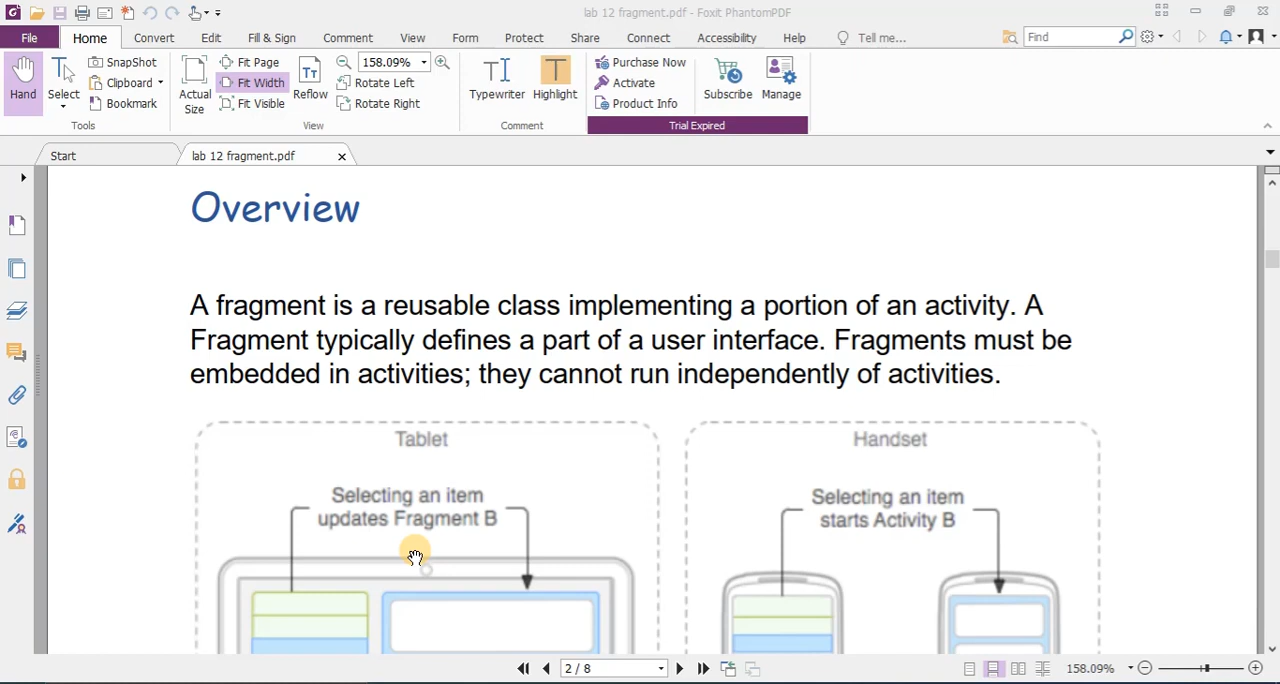 lab 12 fragment.pdf - Foxit PhantomPDF
File Home Convert Edit Fill & Sign Comment View Form Protect Share Connect Accessibility Help Tell me... Find
Hand
Select
SnapShot
Clipboard
Bookmark
Tools
Actual
Size
Fit Page
Fit Width
Fit Visible
Reflow
158.09%
Rotate Left
Rotate Right
View
Typewriter
Highlight
Comment
Purchase Now
Activate
Product Info
Subscribe
Manage
Trial Expired
Start
lab 12 fragment.pdf
Overview
A fragment is a reusable class implementing a portion of an activity. A
Fragment typically defines a part of a user interface. Fragments must be
embedded in activities; they cannot run independently of activities.
Tablet
Selecting an item
updates Fragment B
Handset
Selecting an item
starts Activity B
2 / 8
158.09%